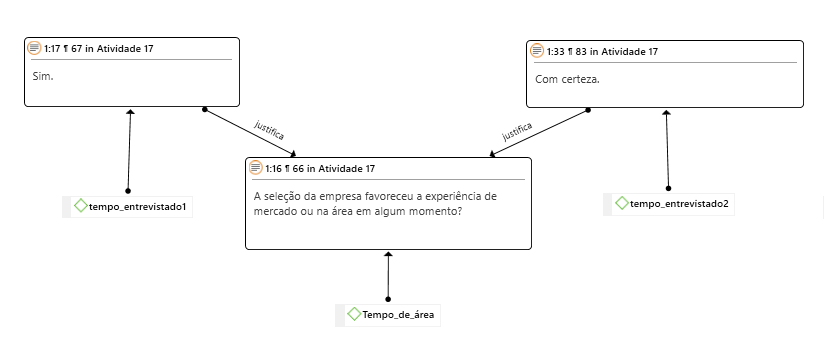 1:17 ¶ 67 in Atividade 17
Sim.
1:33 ¶ 83 in Atividade 17
Com certeza.
justifica
justifica
1:16 ¶ 66 in Atividade 17
A seleção da empresa favoreceu a experiência de
mercado ou na área em algum momento?
tempo_entrevistado1
tempo_entrevistado2
Tempo_de_área